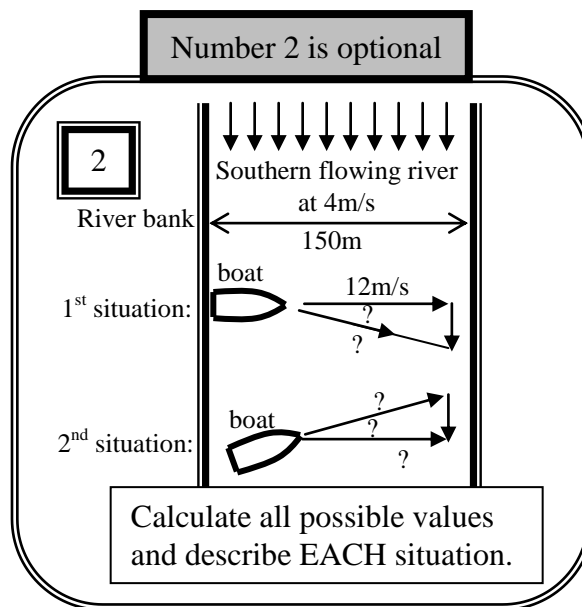 Number 2 is optional
2
Southern flowing river
at 4m/s
River bank
150m
boat
12m/s
1st situation:
?
?
boat
?
?
2nd situation:
?
Calculate all possible values
and describe EACH situation.